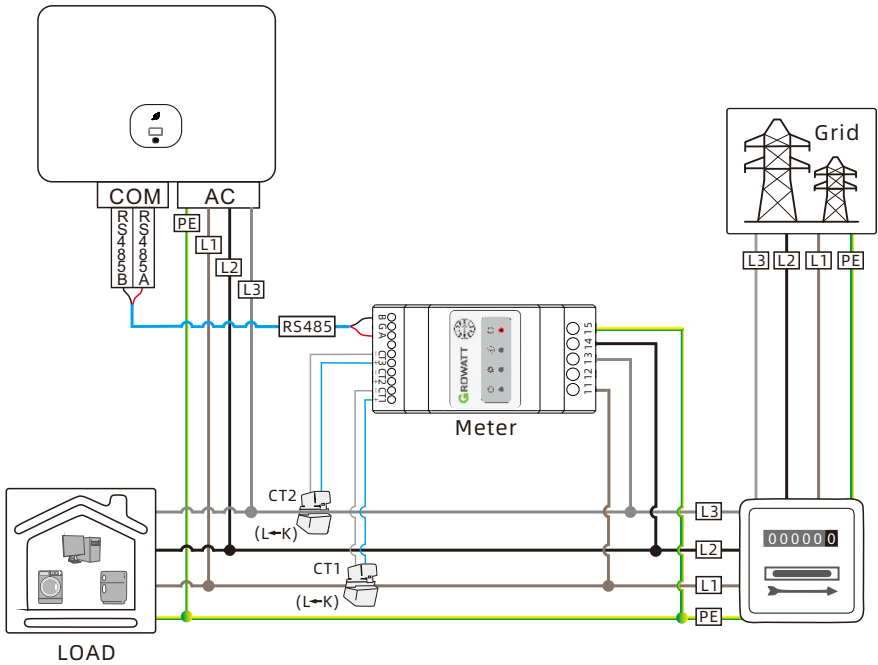 Grid
COM
AC
RS485B
RS485A
PE
L1
L2
L3
L3
L2
L1
PE
RS485
B
G
A
-
CT3
+
-
CT2
+
-
CT1
+
GROWATT
15
14
13
12
11
Meter
CT2
(L←K)
CT1
(L←K)
L3
L2
L1
PE
000000
LOAD